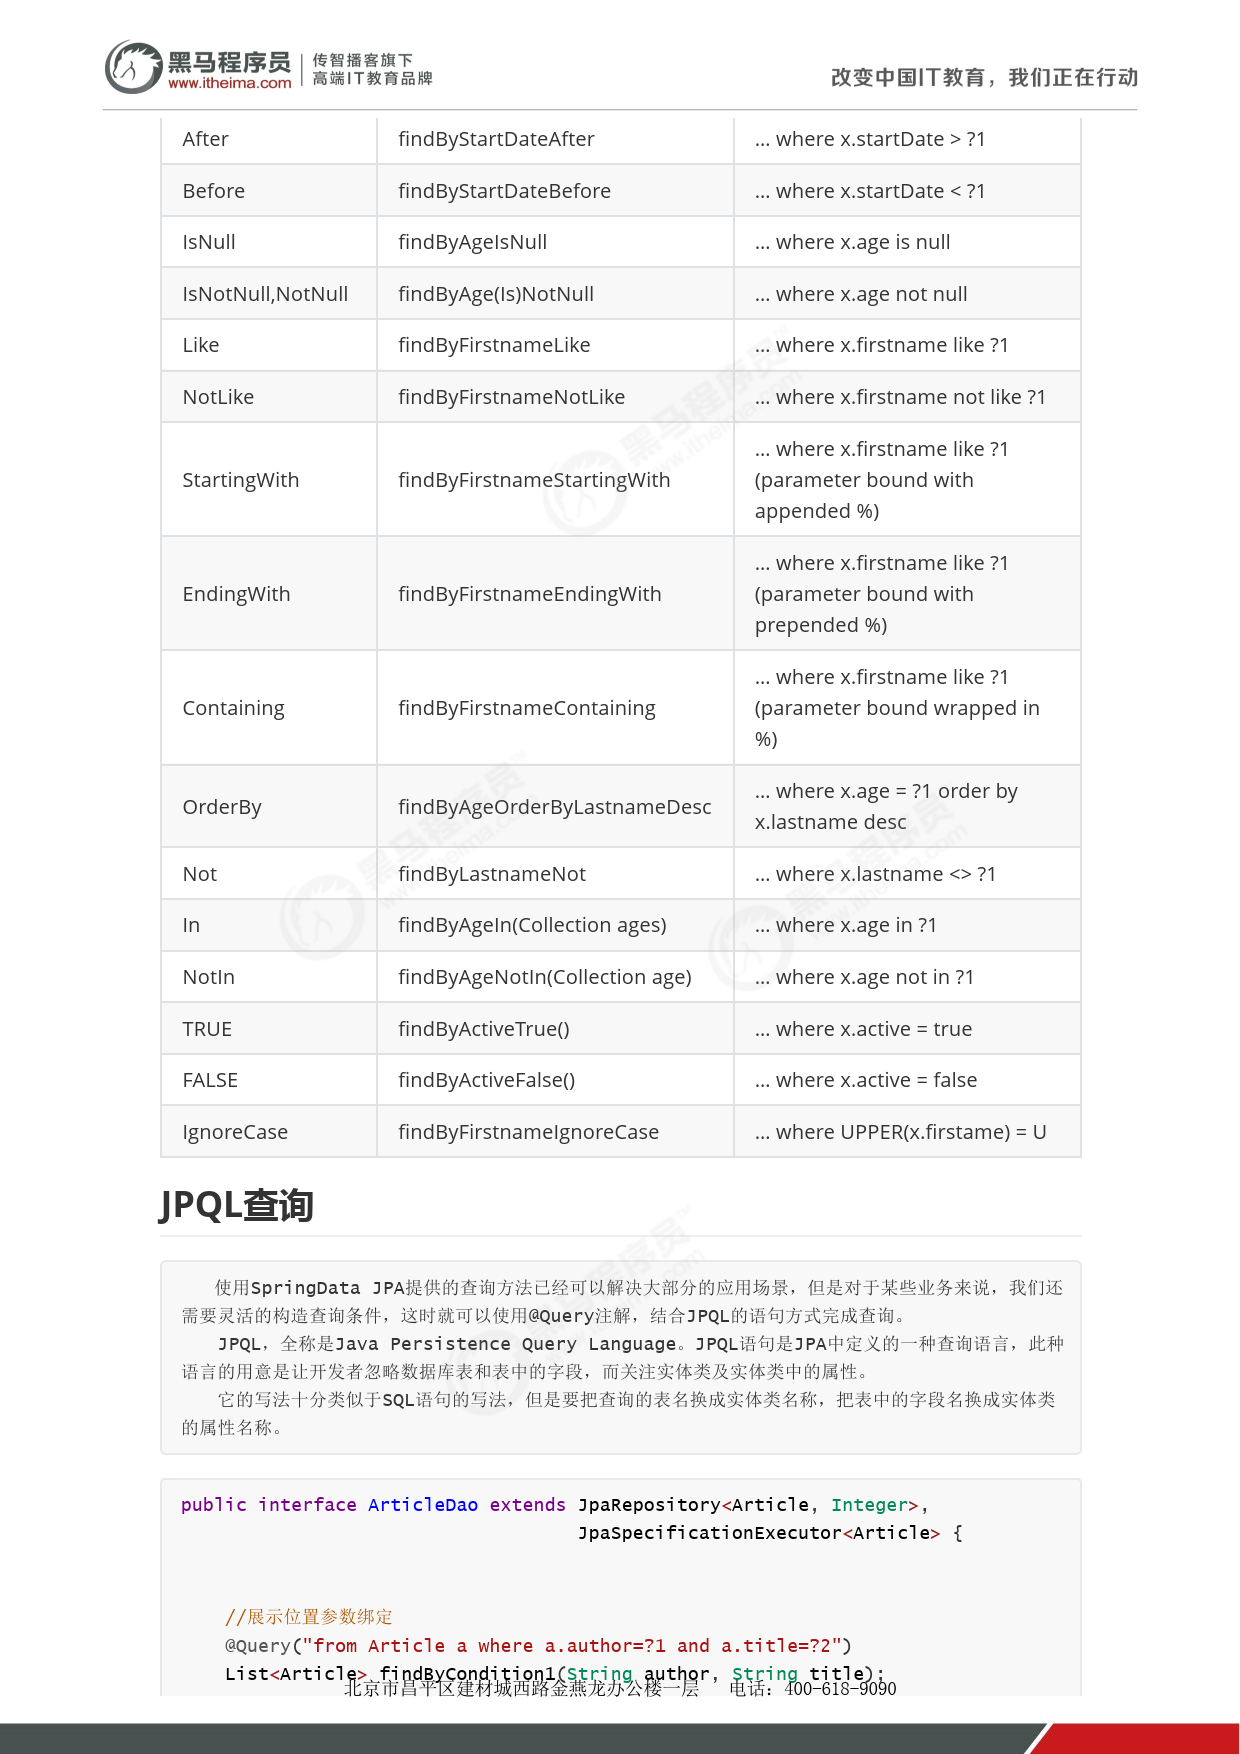 黑马程序员 传智播客旗下
www.itheima.com 高端IT教育品牌
改变中国IT教育，我们正在行动
After findByStartDateAfter … where x.startDate > ?1
Before findByStartDateBefore … where x.startDate < ?1
IsNull findByAgeIsNull … where x.age is null
IsNotNull,NotNull findByAge(Is)NotNull … where x.age not null
Like findByFirstnameLike … where x.firstname like ?1
NotLike findByFirstnameNotLike … where x.firstname not like ?1
StartingWith findByFirstnameStartingWith … where x.firstname like ?1
(parameter bound with
appended %)
EndingWith findByFirstnameEndingWith … where x.firstname like ?1
(parameter bound with
prepended %)
Containing findByFirstnameContaining … where x.firstname like ?1
(parameter bound wrapped in
%)
OrderBy findByAgeOrderByLastnameDesc … where x.age = ?1 order by
x.lastname desc
Not findByLastnameNot … where x.lastname <> ?1
In findByAgeIn(Collection ages) … where x.age in ?1
NotIn findByAgeNotIn(Collection age) … where x.age not in ?1
TRUE findByActiveTrue() … where x.active = true
FALSE findByActiveFalse() … where x.active = false
IgnoreCase findByFirstnameIgnoreCase … where UPPER(x.firstame) = U
JPQL查询
使用SpringData JPA提供的查询方法已经可以解决大部分的应用场景，但是对于某些业务来说，我们还
需要灵活的构造查询条件，这时就可以使用@Query注解，结合JPQL的语句方式完成查询。
JPQL，全称是Java Persistence Query Language。JPQL语句是JPA中定义的一种查询语言，此种
语言的用意是让开发者忽略数据库表和表中的字段，而关注实体类及实体类中的属性。
它的写法十分类似于SQL语句的写法，但是要把查询的表名换成实体类名称，把表中的字段名换成实体类
的属性名称。
public interface ArticleDao extends JpaRepository<Article, Integer>,
JpaSpecificationExecutor<Article> {
//展示位置参数绑定
@Query("from Article a where a.author=?1 and a.title=?2")
List<Article> findByCondition1(String author, String title);
北京市昌平区建材城西路金燕龙办公楼一层 电话：400-618-9090